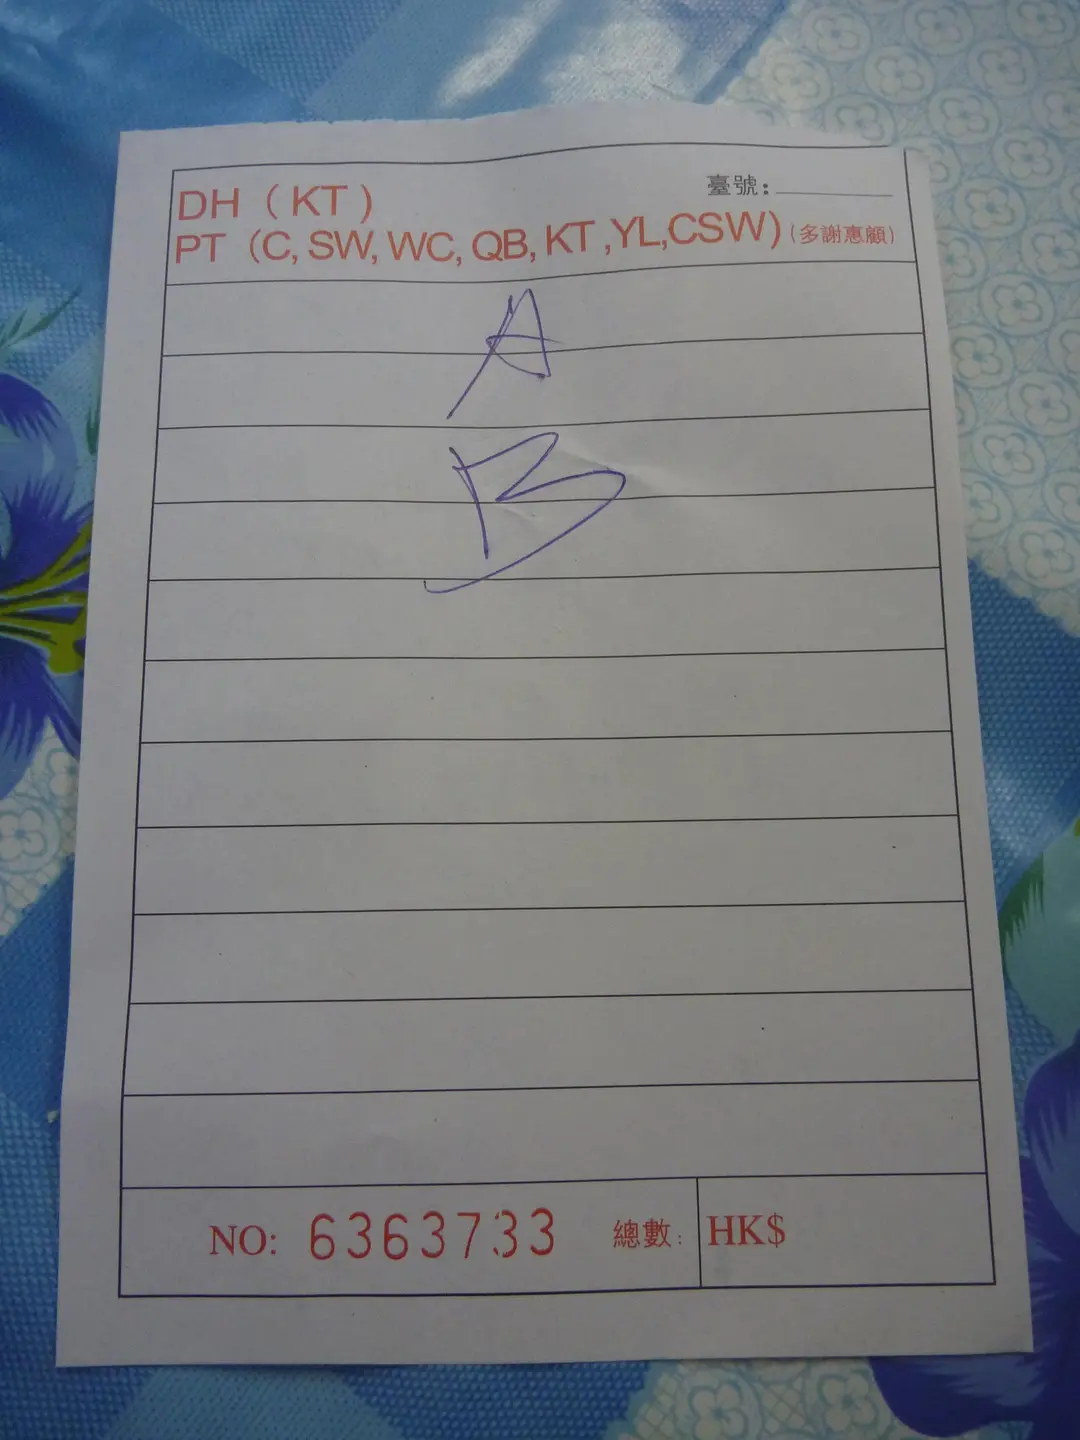 DH (KT)
臺號:
PT (C, SW, WC, QB, KT ,YL,CSW) (多謝惠顧)
A
B
NO: 6363733 總數: HK$